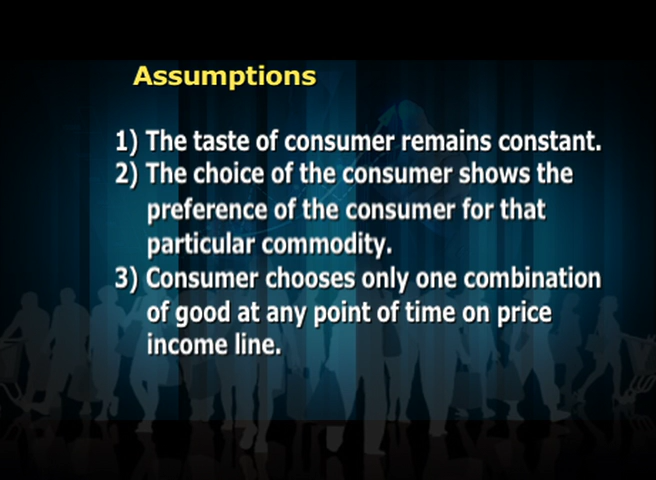 Assumptions
1) The taste of consumer remains constant.
2) The choice of the consumer shows the
preference of the consumer for that
particular commodity.
3) Consumer chooses only one combination
of good at any point of time on price
income line.